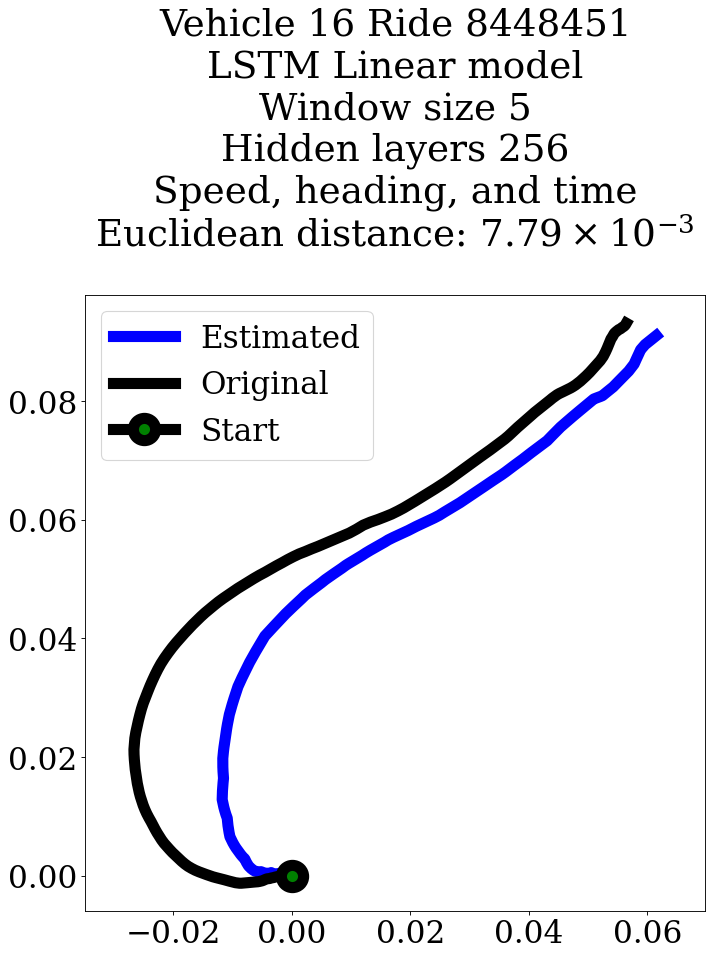 Vehicle 16 Ride 8448451
LSTM Linear model
Window size 5
Hidden layers 256
Speed, heading, and time
Euclidean distance: 7.79 × 10⁻³
Estimated
Original
Start
0.08
0.06
0.04
0.02
0.00
−0.02 0.00 0.02 0.04 0.06